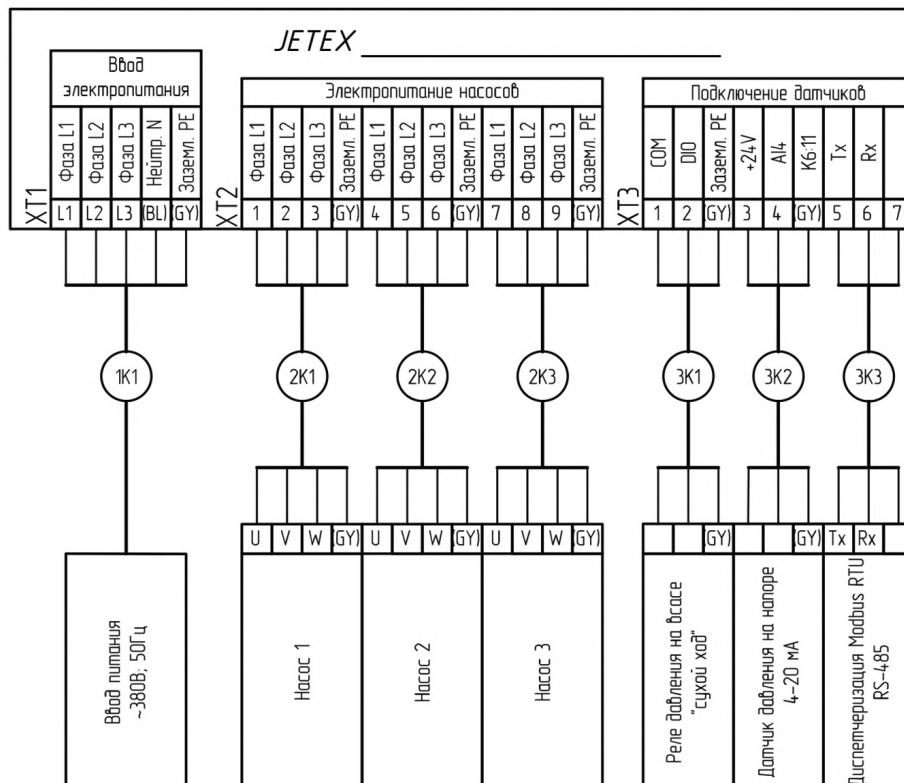 JETEX
Ввод
электропитания
Электропитание насосов
Подключение датчиков
Фаза L1
Фаза L2
Фаза L3
Нейтр. N
Заземл. PE
Фаза L1
Фаза L2
Фаза L3
Заземл. PE
Фаза L1
Фаза L2
Фаза L3
Заземл. PE
Фаза L1
Фаза L2
Фаза L3
Заземл. PE
COM
DI0
Заземл. PE
+24V
AI4
K6:11
Tx
Rx
XT1
L1 L2 L3 (BL) (GY)
XT2
1 2 3 (GY) 4 5 6 (GY) 7 8 9 (GY)
XT3
1 2 (GY) 3 4 (GY) 5 6 7
1K1 2K1 2K2 2K3 3K1 3K2 3K3
U V W (GY) U V W (GY) U V W (GY)
(GY) (GY) Tx Rx
Ввод питания
~380В; 50Гц
Насос 1
Насос 2
Насос 3
Реле давления на всасе
"сухой ход"
Датчик давления на напоре
4-20 мА
Диспетчеризация Modbus RTU
RS-485